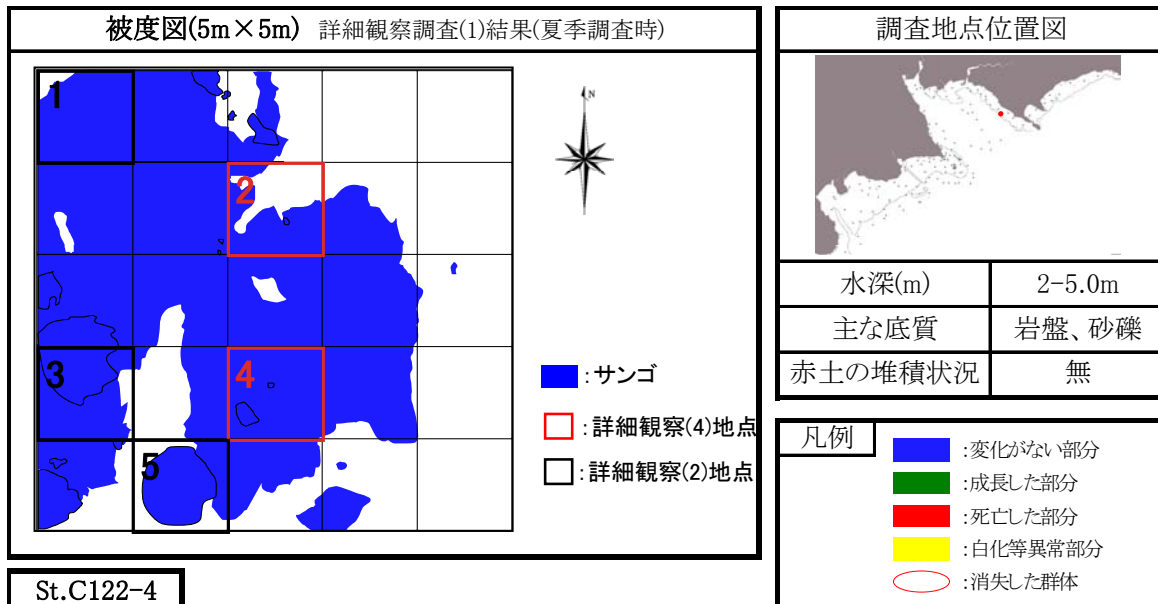 被度図(5m×5m) 詳細観察調査(1)結果(夏季調査時)
1
2
3
4
5
N
:サンゴ
:詳細観察(4)地点
:詳細観察(2)地点
St.C122-4
調査地点位置図
水深(m) 2-5.0m
主な底質 岩盤、砂礫
赤土の堆積状況 無
凡例
:変化がない部分
:成長した部分
:死亡した部分
:白化等異常部分
:消失した群体